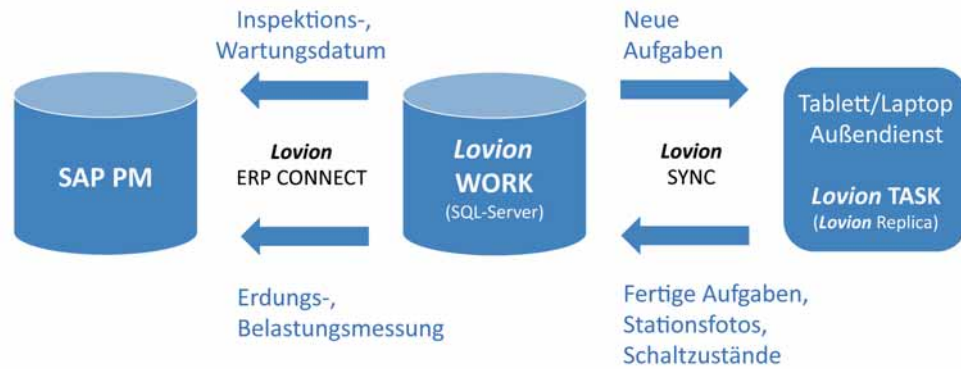 Inspektions-,
Wartungsdatum
Neue
Aufgaben
SAP PM
Lovion
ERP CONNECT
Lovion
WORK
(SQL-Server)
Lovion
SYNC
Tablett/Laptop
Außendienst
Lovion TASK
(Lovion Replica)
Erdungs-,
Belastungsmessung
Fertige Aufgaben,
Stationsfotos,
Schaltzustände